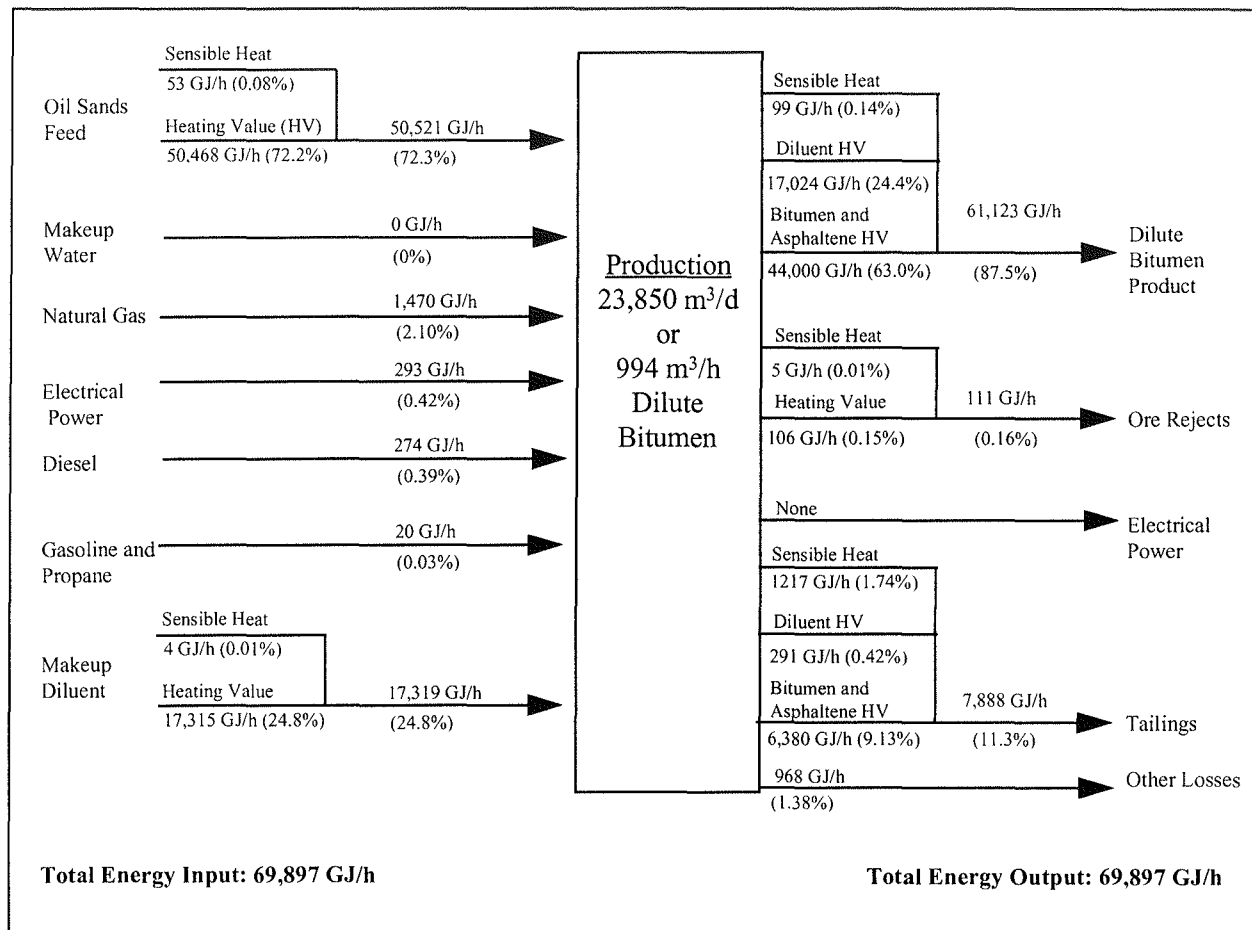 Sensible Heat
53 GJ/h (0.08%)
Oil Sands
Feed
Heating Value (HV)
50,468 GJ/h (72.2%)
50,521 GJ/h
(72.3%)
Makeup
Water
0 GJ/h
(0%)
Natural Gas
1,470 GJ/h
(2.10%)
Electrical
Power
293 GJ/h
(0.42%)
Diesel
274 GJ/h
(0.39%)
Gasoline and
Propane
20 GJ/h
(0.03%)
Sensible Heat
4 GJ/h (0.01%)
Makeup
Diluent
Heating Value
17,315 GJ/h (24.8%)
17,319 GJ/h
(24.8%)
Production
23,850 m³/d
or
994 m³/h
Dilute
Bitumen
Sensible Heat
99 GJ/h (0.14%)
Diluent HV
17,024 GJ/h (24.4%)
Bitumen and
Asphaltene HV
44,000 GJ/h (63.0%)
61,123 GJ/h
(87.5%)
Dilute
Bitumen
Product
Sensible Heat
5 GJ/h (0.01%)
Heating Value
106 GJ/h (0.15%)
111 GJ/h
(0.16%)
Ore Rejects
None
Electrical
Power
Sensible Heat
1217 GJ/h (1.74%)
Diluent HV
291 GJ/h (0.42%)
Bitumen and
Asphaltene HV
6,380 GJ/h (9.13%)
7,888 GJ/h
(11.3%)
Tailings
968 GJ/h
(1.38%)
Other Losses
Total Energy Input: 69,897 GJ/h
Total Energy Output: 69,897 GJ/h